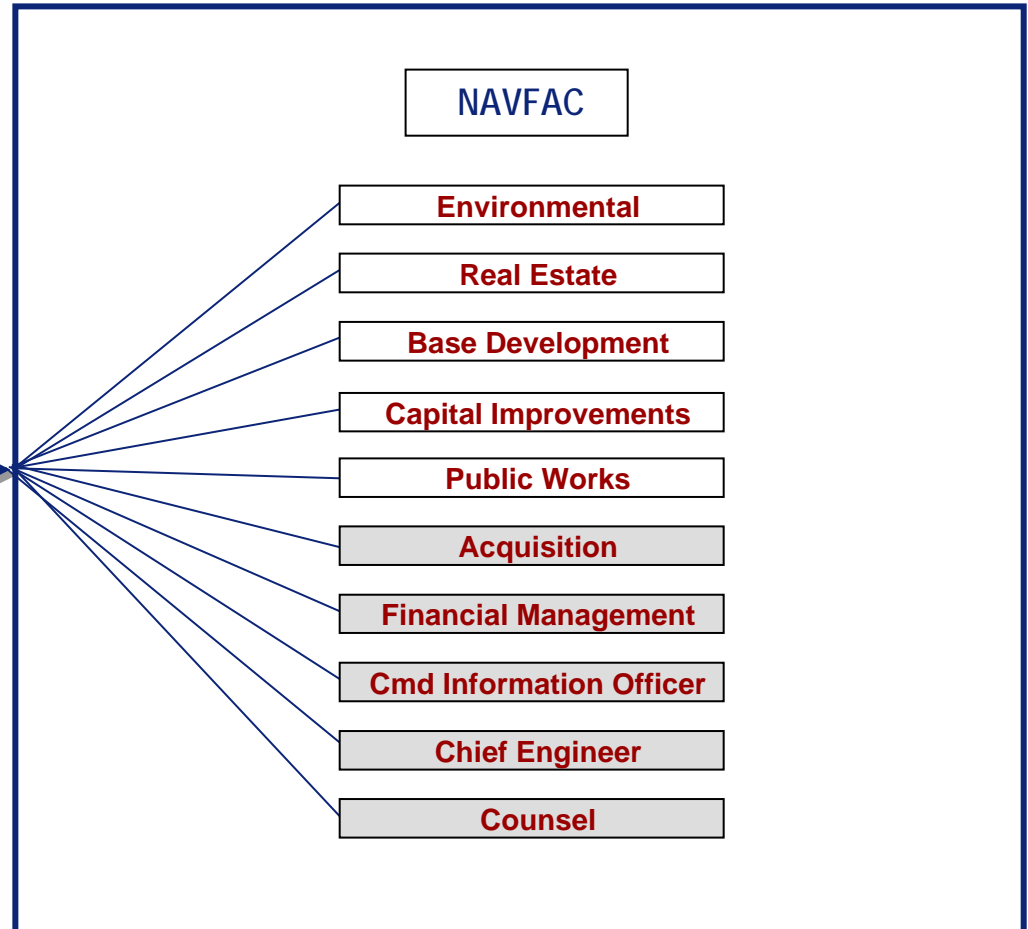 NAVFAC
Environmental
Real Estate
Base Development
Capital Improvements
Public Works
Acquisition
Financial Management
Cmd Information Officer
Chief Engineer
Counsel